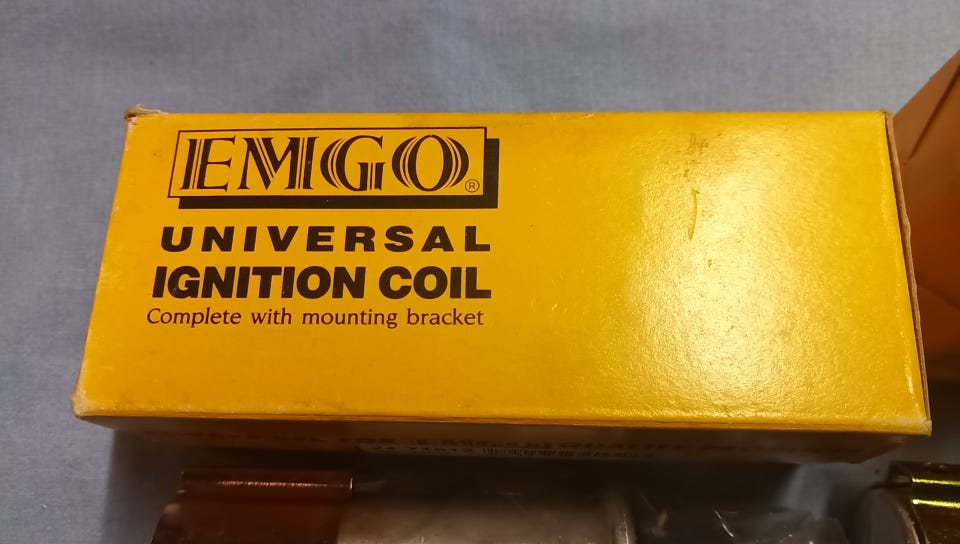 EMGO®
UNIVERSAL
IGNITION COIL
Complete with mounting bracket